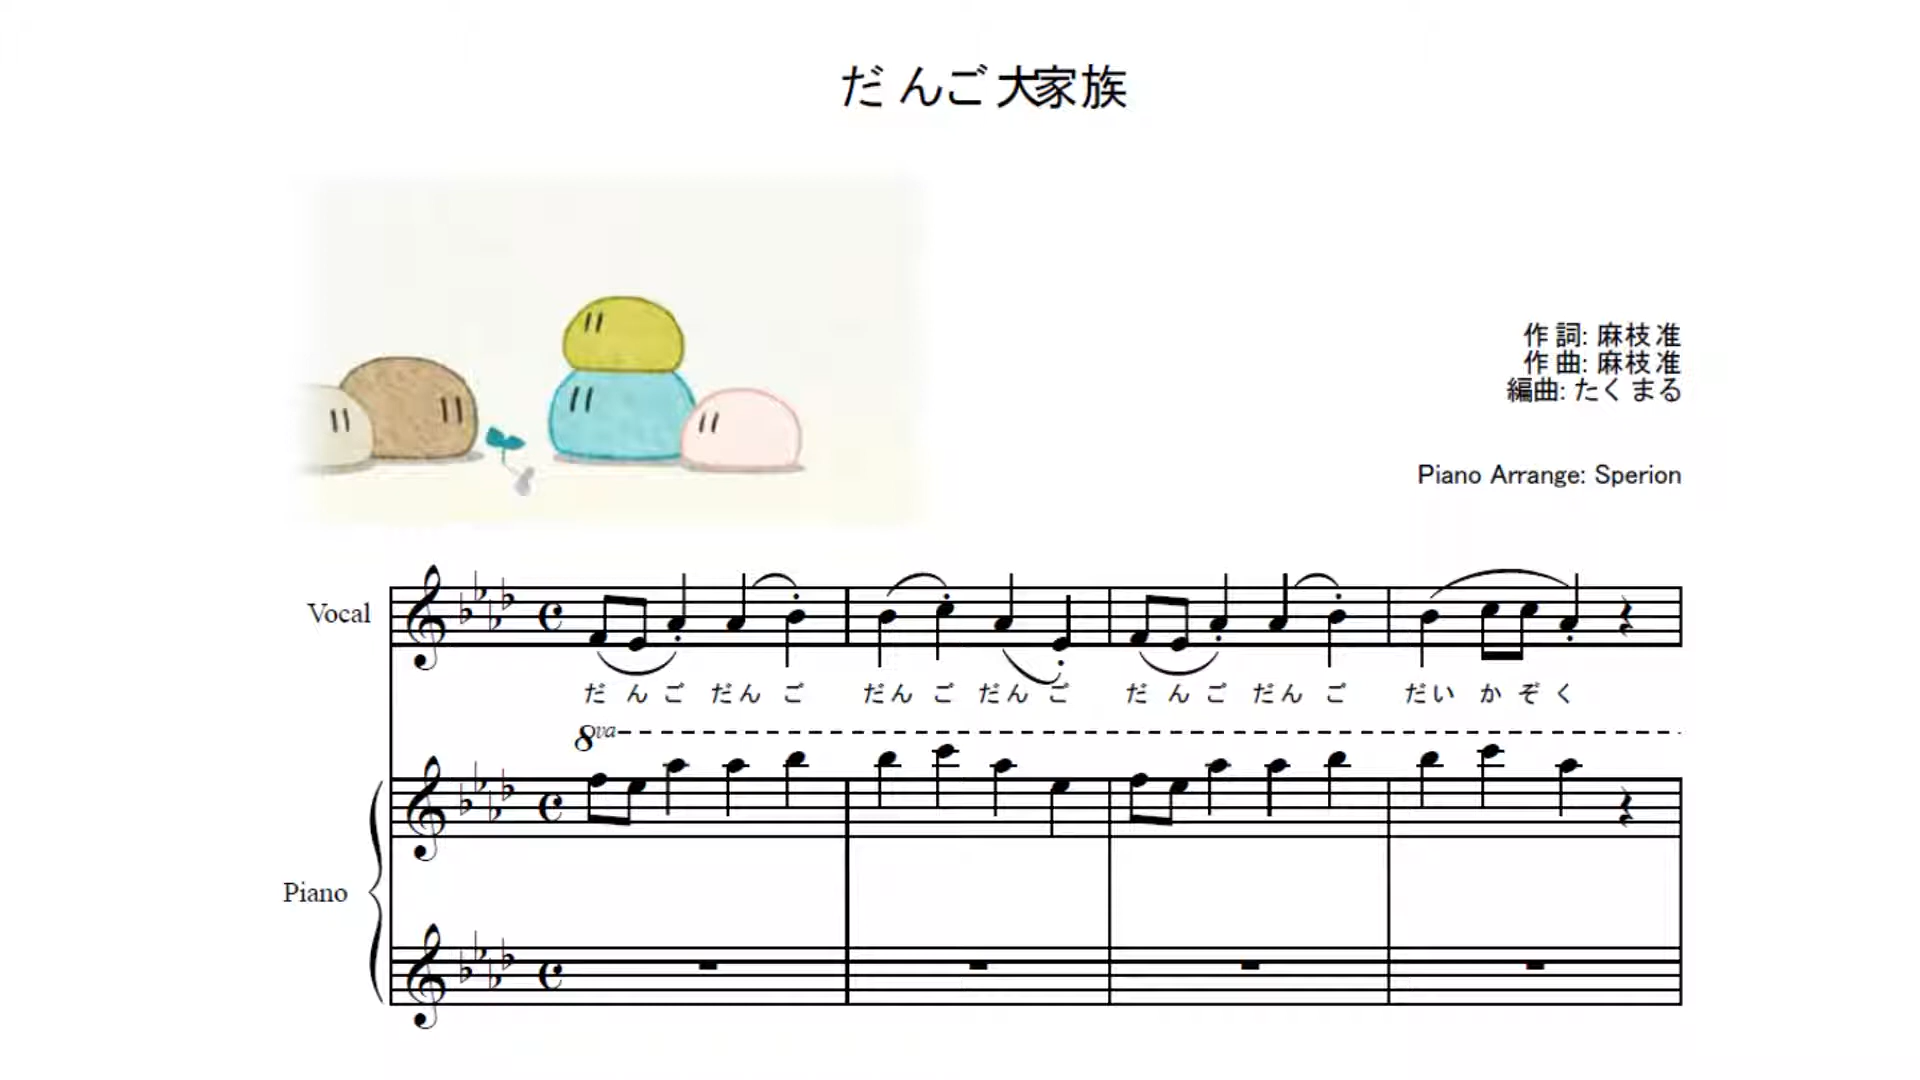 だんご大家族
作詞: 麻枝准
作曲: 麻枝准
編曲: たくまる
Piano Arrange: Sperion
Vocal
だ ん ご だん ご だん ご だん ご だ ん ご だん ご だい か ぞ く
8va
Piano